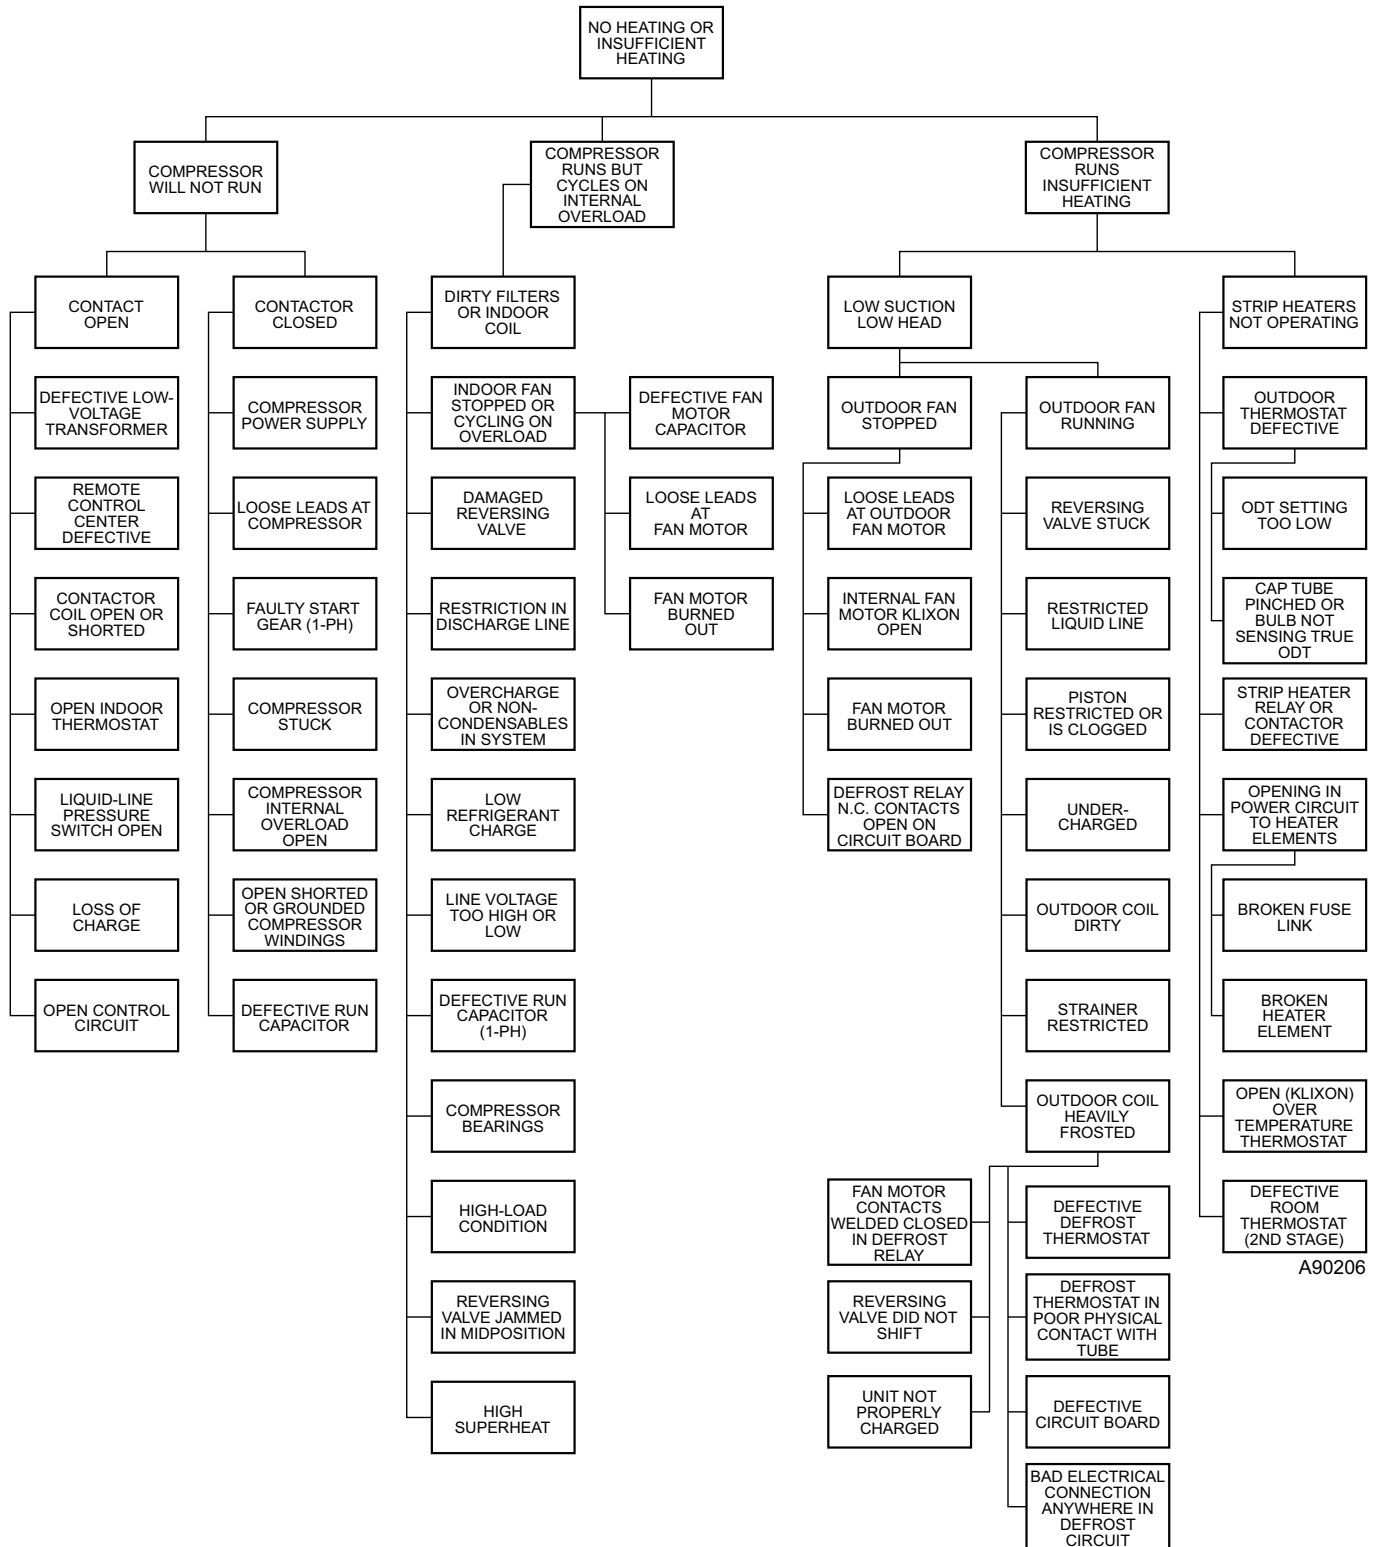 NO HEATING OR
INSUFFICIENT
HEATING
COMPRESSOR
WILL NOT RUN
COMPRESSOR
RUNS BUT
CYCLES ON
INTERNAL
OVERLOAD
COMPRESSOR
RUNS
INSUFFICIENT
HEATING
CONTACT
OPEN
DEFECTIVE LOW-
VOLTAGE
TRANSFORMER
REMOTE
CONTROL
CENTER
DEFECTIVE
CONTACTOR
COIL OPEN OR
SHORTED
OPEN INDOOR
THERMOSTAT
LIQUID-LINE
PRESSURE
SWITCH OPEN
LOSS OF
CHARGE
OPEN CONTROL
CIRCUIT
CONTACTOR
CLOSED
COMPRESSOR
POWER SUPPLY
LOOSE LEADS AT
COMPRESSOR
FAULTY START
GEAR (1-PH)
COMPRESSOR
STUCK
COMPRESSOR
INTERNAL
OVERLOAD
OPEN
OPEN SHORTED
OR GROUNDED
COMPRESSOR
WINDINGS
DEFECTIVE RUN
CAPACITOR
DIRTY FILTERS
OR INDOOR
COIL
INDOOR FAN
STOPPED OR
CYCLING ON
OVERLOAD
DAMAGED
REVERSING
VALVE
RESTRICTION IN
DISCHARGE LINE
OVERCHARGE
OR NON-
CONDENSABLES
IN SYSTEM
LOW
REFRIGERANT
CHARGE
LINE VOLTAGE
TOO HIGH OR
LOW
DEFECTIVE RUN
CAPACITOR
(1-PH)
COMPRESSOR
BEARINGS
HIGH-LOAD
CONDITION
REVERSING
VALVE JAMMED
IN MIDPOSITION
HIGH
SUPERHEAT
DEFECTIVE FAN
MOTOR
CAPACITOR
LOOSE LEADS
AT
FAN MOTOR
FAN MOTOR
BURNED
OUT
LOW SUCTION
LOW HEAD
OUTDOOR FAN
STOPPED
LOOSE LEADS
AT OUTDOOR
FAN MOTOR
INTERNAL FAN
MOTOR KLIXON
OPEN
FAN MOTOR
BURNED OUT
DEFROST RELAY
N.C. CONTACTS
OPEN ON
CIRCUIT BOARD
OUTDOOR FAN
RUNNING
REVERSING
VALVE STUCK
RESTRICTED
LIQUID LINE
PISTON
RESTRICTED OR
IS CLOGGED
UNDER-
CHARGED
OUTDOOR COIL
DIRTY
STRAINER
RESTRICTED
OUTDOOR COIL
HEAVILY
FROSTED
FAN MOTOR
CONTACTS
WELDED CLOSED
IN DEFROST
RELAY
REVERSING
VALVE DID NOT
SHIFT
UNIT NOT
PROPERLY
CHARGED
DEFECTIVE
DEFROST
THERMOSTAT
DEFROST
THERMOSTAT IN
POOR PHYSICAL
CONTACT WITH
TUBE
DEFECTIVE
CIRCUIT BOARD
BAD ELECTRICAL
CONNECTION
ANYWHERE IN
DEFROST
CIRCUIT
STRIP HEATERS
NOT OPERATING
OUTDOOR
THERMOSTAT
DEFECTIVE
ODT SETTING
TOO LOW
CAP TUBE
PINCHED OR
BULB NOT
SENSING TRUE
ODT
STRIP HEATER
RELAY OR
CONTACTOR
DEFECTIVE
OPENING IN
POWER CIRCUIT
TO HEATER
ELEMENTS
BROKEN FUSE
LINK
BROKEN
HEATER
ELEMENT
OPEN (KLIXON)
OVER
TEMPERATURE
THERMOSTAT
DEFECTIVE
ROOM
THERMOSTAT
(2ND STAGE)
A90206